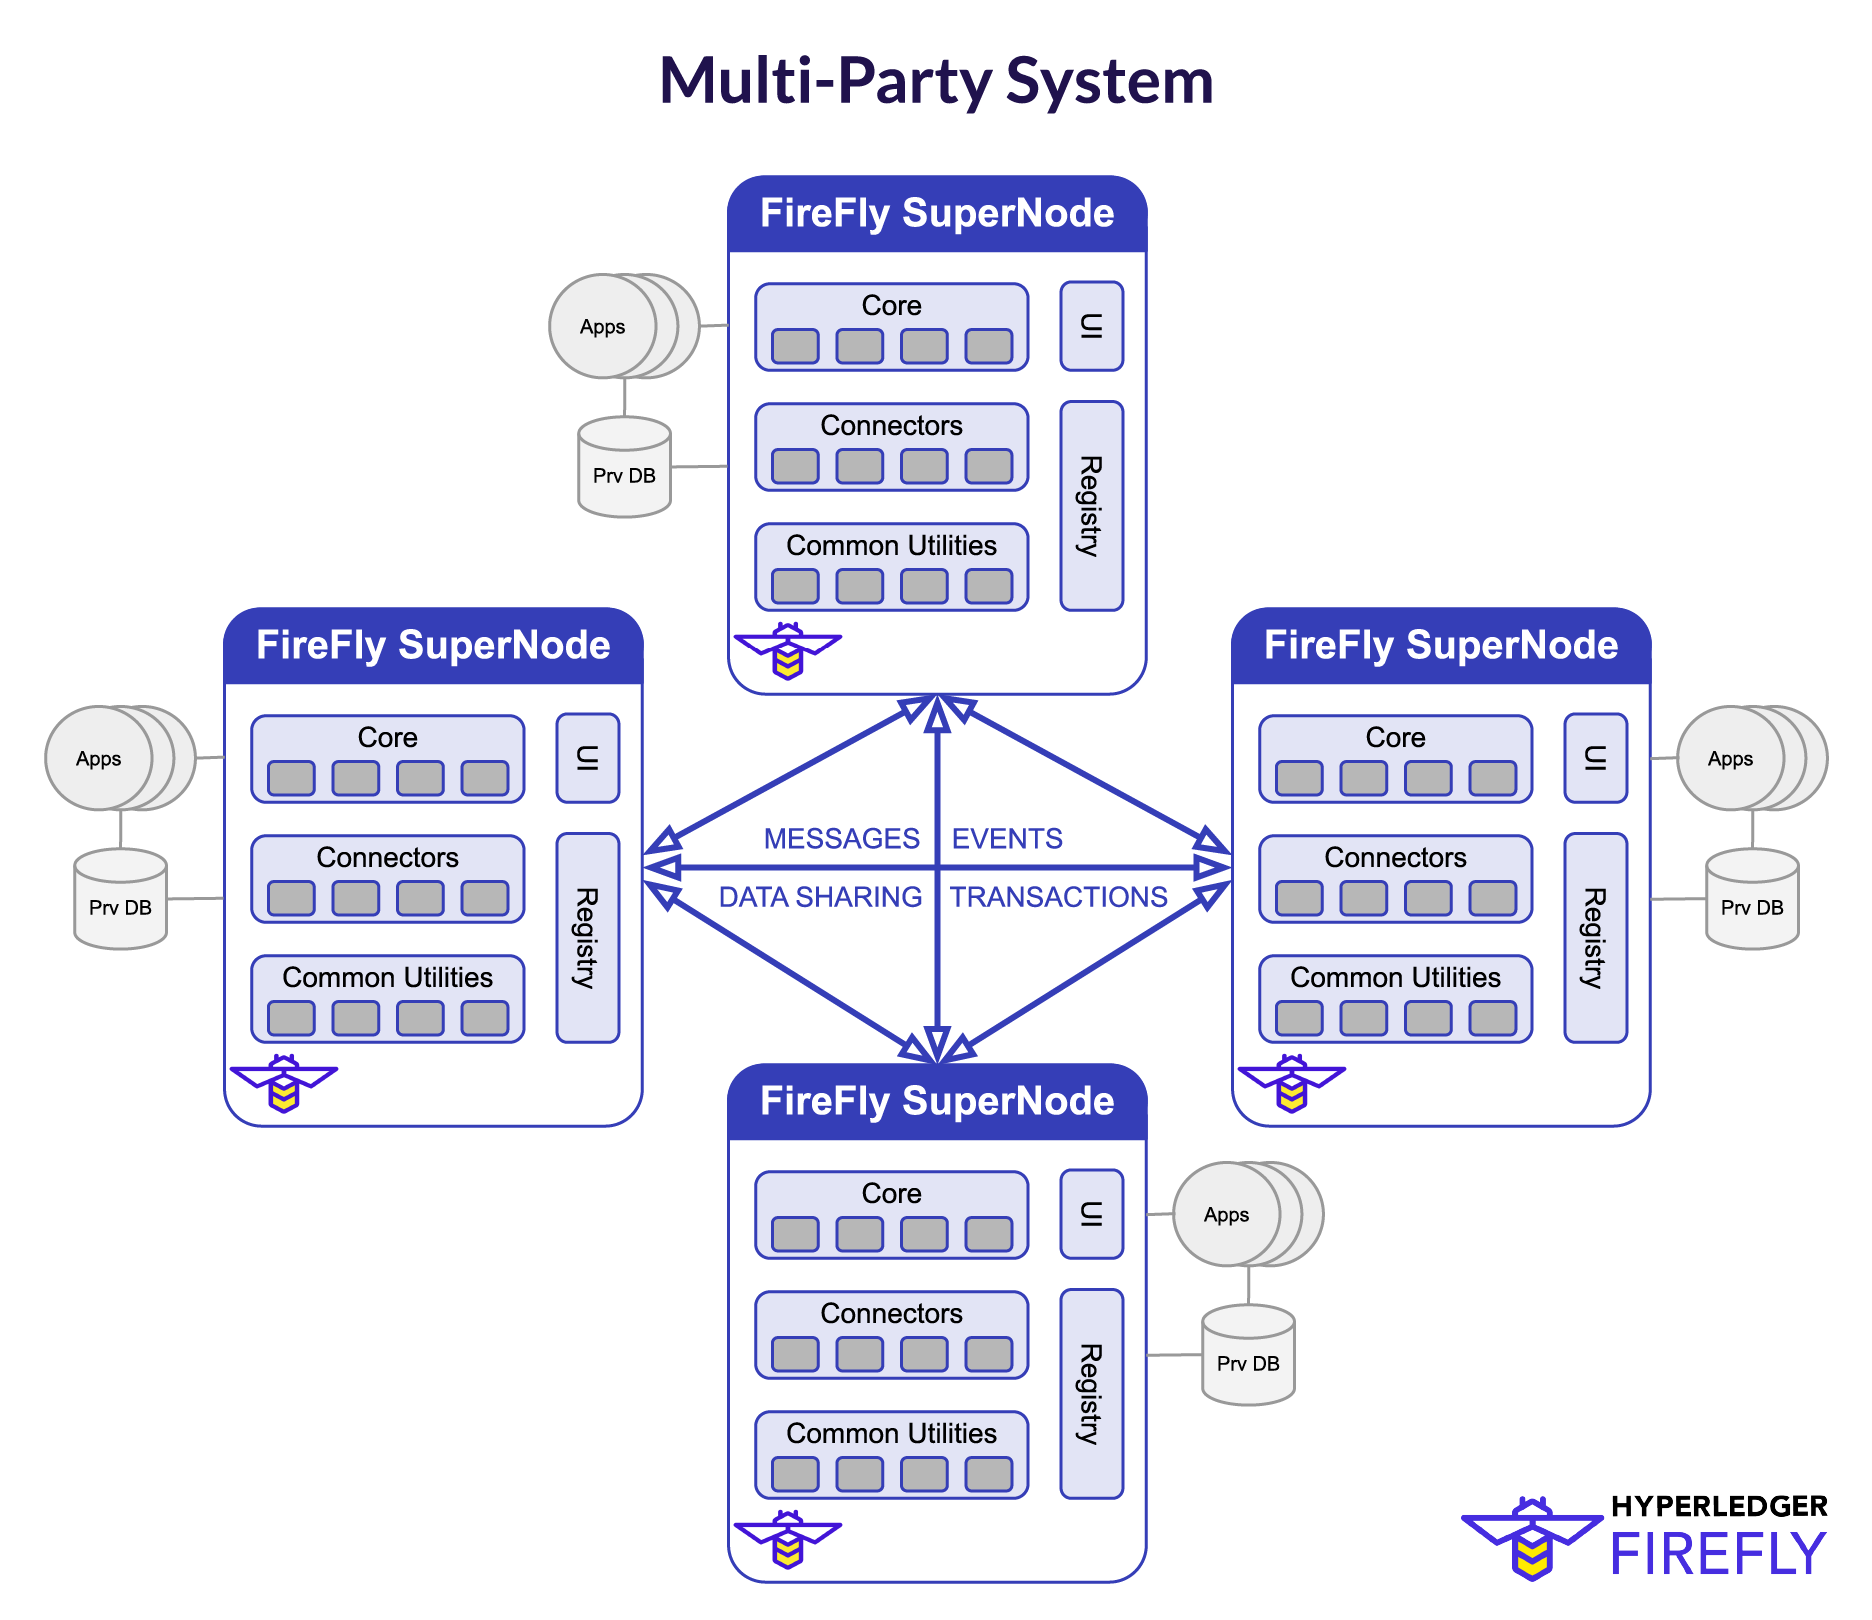 Multi-Party System
FireFly SuperNode
Core
UI
Apps
Connectors
Registry
Prv DB
Common Utilities
FireFly SuperNode
Core
UI
Apps
Connectors
Registry
Prv DB
Common Utilities
MESSAGES
EVENTS
DATA SHARING
TRANSACTIONS
FireFly SuperNode
Core
UI
Apps
Connectors
Registry
Prv DB
Common Utilities
FireFly SuperNode
Core
UI
Apps
Connectors
Registry
Prv DB
Common Utilities
HYPERLEDGER
FIREFLY